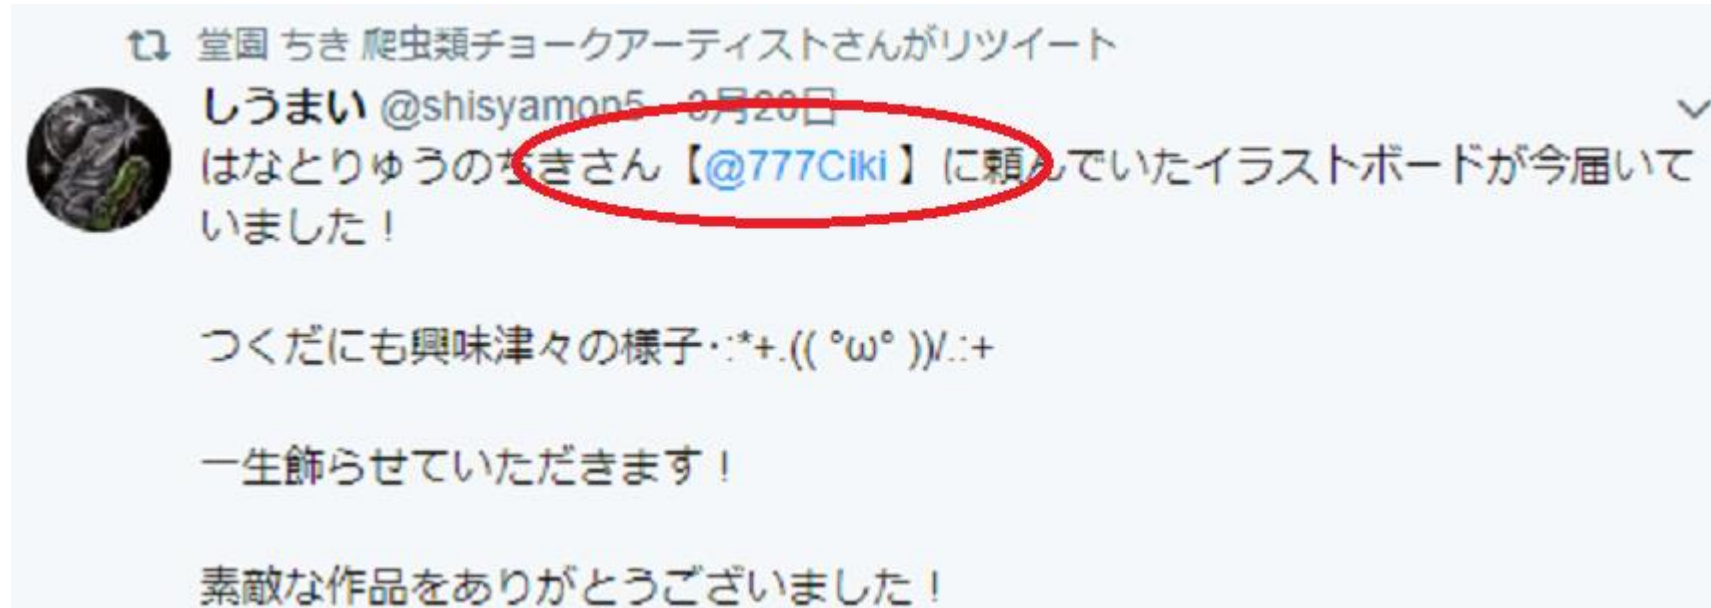 堂園 ちき 爬虫類チョークアーティストさんがリツイート
しうまい @shisyamon5 · 3月20日
はなとりゅうのちきさん【@777Ciki 】に頼んでいたイラストボードが今届いて
いました！
つくだにも興味津々の様子･:*+.(( °ω° ))/.:+
一生飾らせていただきます！
素敵な作品をありがとうございました！